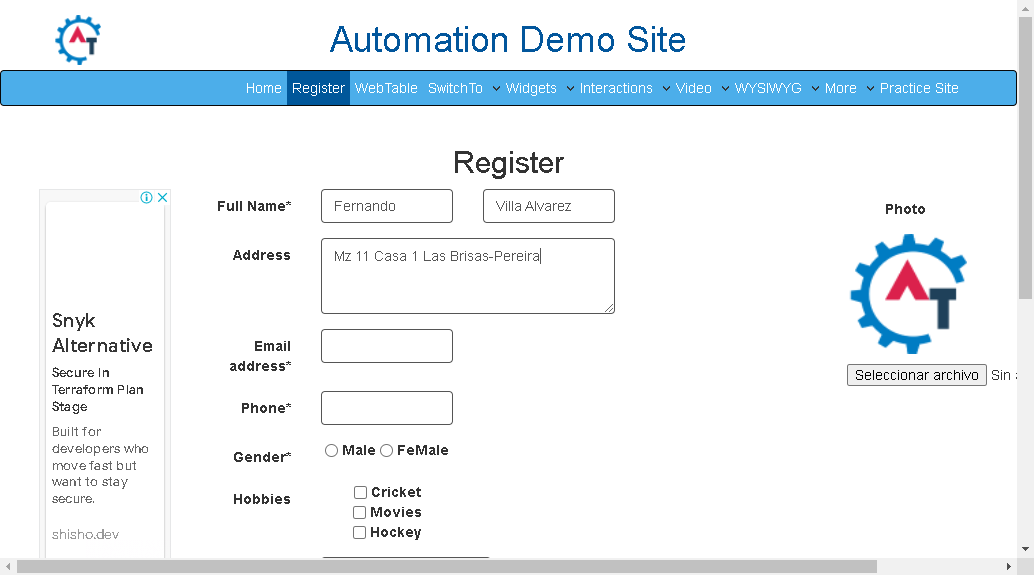 AT
Automation Demo Site
Home Register WebTable SwitchTo Widgets Interactions Video WYSIWYG More Practice Site
Register
Full Name* Fernando Villa Alvarez
Address Mz 11 Casa 1 Las Brisas-Pereira
Email
address*
Phone*
Gender* Male FeMale
Hobbies Cricket
Movies
Hockey
Photo
AT
Seleccionar archivo Sin
Snyk
Alternative
Secure In
Terraform Plan
Stage
Built for
developers who
move fast but
want to stay
secure.
shisho.dev